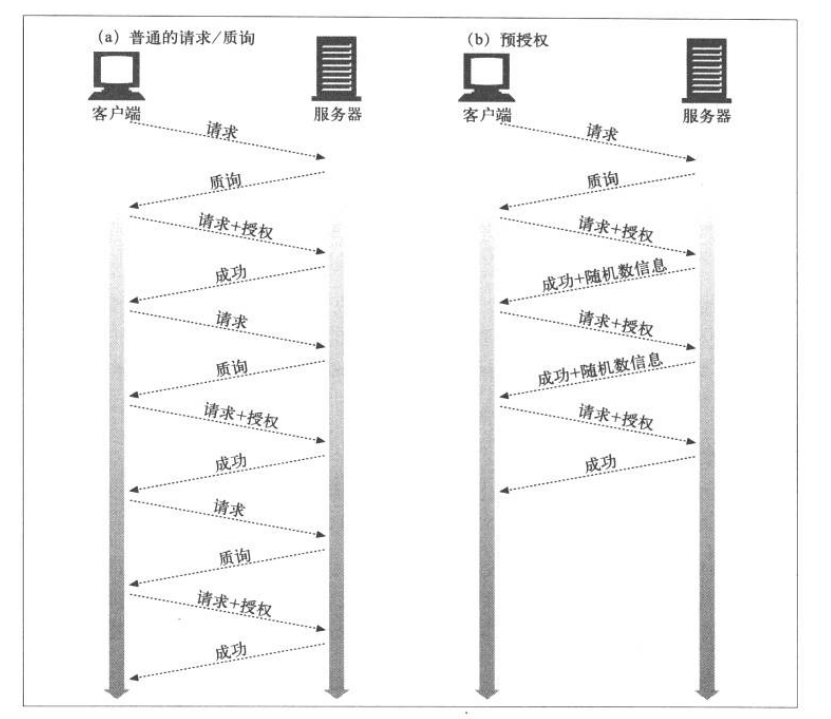 (a) 普通的请求/质询
客户端
服务器
请求
质询
请求+授权
成功
请求
质询
请求+授权
成功
请求
质询
请求+授权
成功
(b) 预授权
客户端
服务器
请求
质询
请求+授权
成功+随机数信息
请求+授权
成功+随机数信息
请求+授权
成功